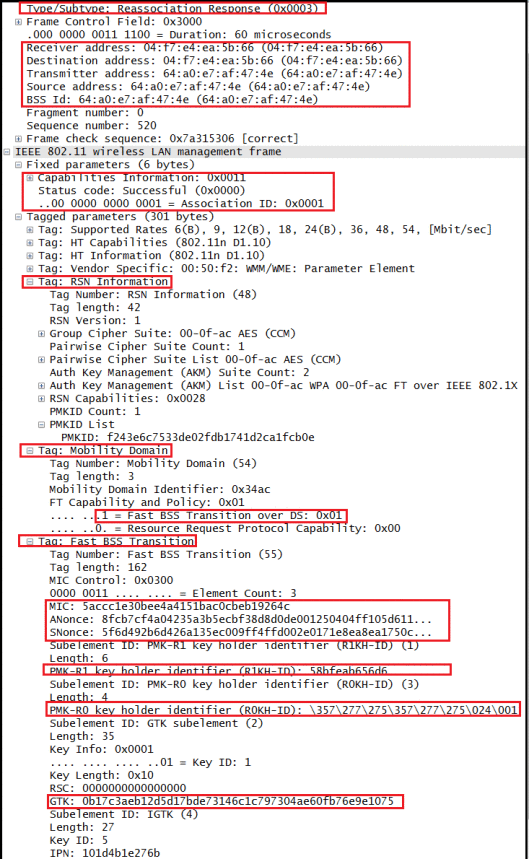 Type/Subtype: Reassociation Response (0x0003)
Frame Control Field: 0x3000
.000 0000 0011 1100 = Duration: 60 microseconds
Receiver address: 04:f7:e4:ea:5b:66 (04:f7:e4:ea:5b:66)
Destination address: 04:f7:e4:ea:5b:66 (04:f7:e4:ea:5b:66)
Transmitter address: 64:a0:e7:af:47:4e (64:a0:e7:af:47:4e)
Source address: 64:a0:e7:af:47:4e (64:a0:e7:af:47:4e)
BSS Id: 64:a0:e7:af:47:4e (64:a0:e7:af:47:4e)
Fragment number: 0
Sequence number: 520
Frame check sequence: 0x7a315306 [correct]
IEEE 802.11 wireless LAN management frame
Fixed parameters (6 bytes)
Capabilities Information: 0x0011
Status code: Successful (0x0000)
..00 0000 0000 0001 = Association ID: 0x0001
Tagged parameters (301 bytes)
Tag: Supported Rates 6(B), 9, 12(B), 18, 24(B), 36, 48, 54, [Mbit/sec]
Tag: HT Capabilities (802.11n D1.10)
Tag: HT Information (802.11n D1.10)
Tag: Vendor Specific: 00:50:f2: WMM/WME: Parameter Element
Tag: RSN Information
Tag Number: RSN Information (48)
Tag length: 42
RSN Version: 1
Group Cipher Suite: 00-0f-ac AES (CCM)
Pairwise Cipher Suite Count: 1
Pairwise Cipher Suite List 00-0f-ac AES (CCM)
Auth Key Management (AKM) Suite Count: 2
Auth Key Management (AKM) List 00-0f-ac WPA 00-0f-ac FT over IEEE 802.1X
RSN Capabilities: 0x0028
PMKID Count: 1
PMKID List
PMKID: f243e6c7533de02fdb1741d2ca1fcb0e
Tag: Mobility Domain
Tag Number: Mobility Domain (54)
Tag length: 3
Mobility Domain Identifier: 0x34ac
FT Capability and Policy: 0x01
.... ...1 = Fast BSS Transition over DS: 0x01
.... ..0. = Resource Request Protocol Capability: 0x00
Tag: Fast BSS Transition
Tag Number: Fast BSS Transition (55)
Tag length: 162
MIC Control: 0x0300
0000 0011 .... .... = Element Count: 3
MIC: 5accc1e30bee4a4151bac0cbeb19264c
ANonce: 8fcb7cf4a04235a3b5ecbf38d8d0de001250404ff105d611...
SNonce: 5f6d492b6d426a135ec009ff4ffd002e0171e8ea8ea1750c...
Subelement ID: PMK-R1 key holder identifier (R1KH-ID) (1)
Length: 6
PMK-R1 key holder identifier (R1KH-ID): 58bfeab656d6
Subelement ID: PMK-R0 key holder identifier (R0KH-ID) (3)
Length: 4
PMK-R0 key holder identifier (R0KH-ID): \357\277\275\357\277\275\024\001
Subelement ID: GTK subelement (2)
Length: 35
Key Info: 0x0001
.... .... .... ..01 = Key ID: 1
Key Length: 0x10
RSC: 0000000000000000
GTK: 0b17c3aeb12d5d17bde73146c1c797304ae60fb76e9e1075
Subelement ID: IGTK (4)
Length: 27
Key ID: 5
IPN: 101d4b1e276b